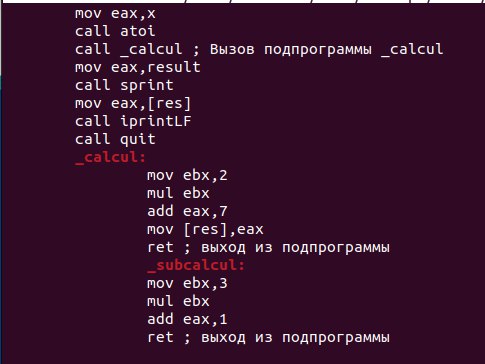 mov eax,x
call atoi
call _calcul ; Вызов подпрограммы _calcul
mov eax,result
call sprint
mov eax,[res]
call iprintLF
call quit
_calcul:
mov ebx,2
mul ebx
add eax,7
mov [res],eax
ret ; выход из подпрограммы
_subcalcul:
mov ebx,3
mul ebx
add eax,1
ret ; выход из подпрограммы